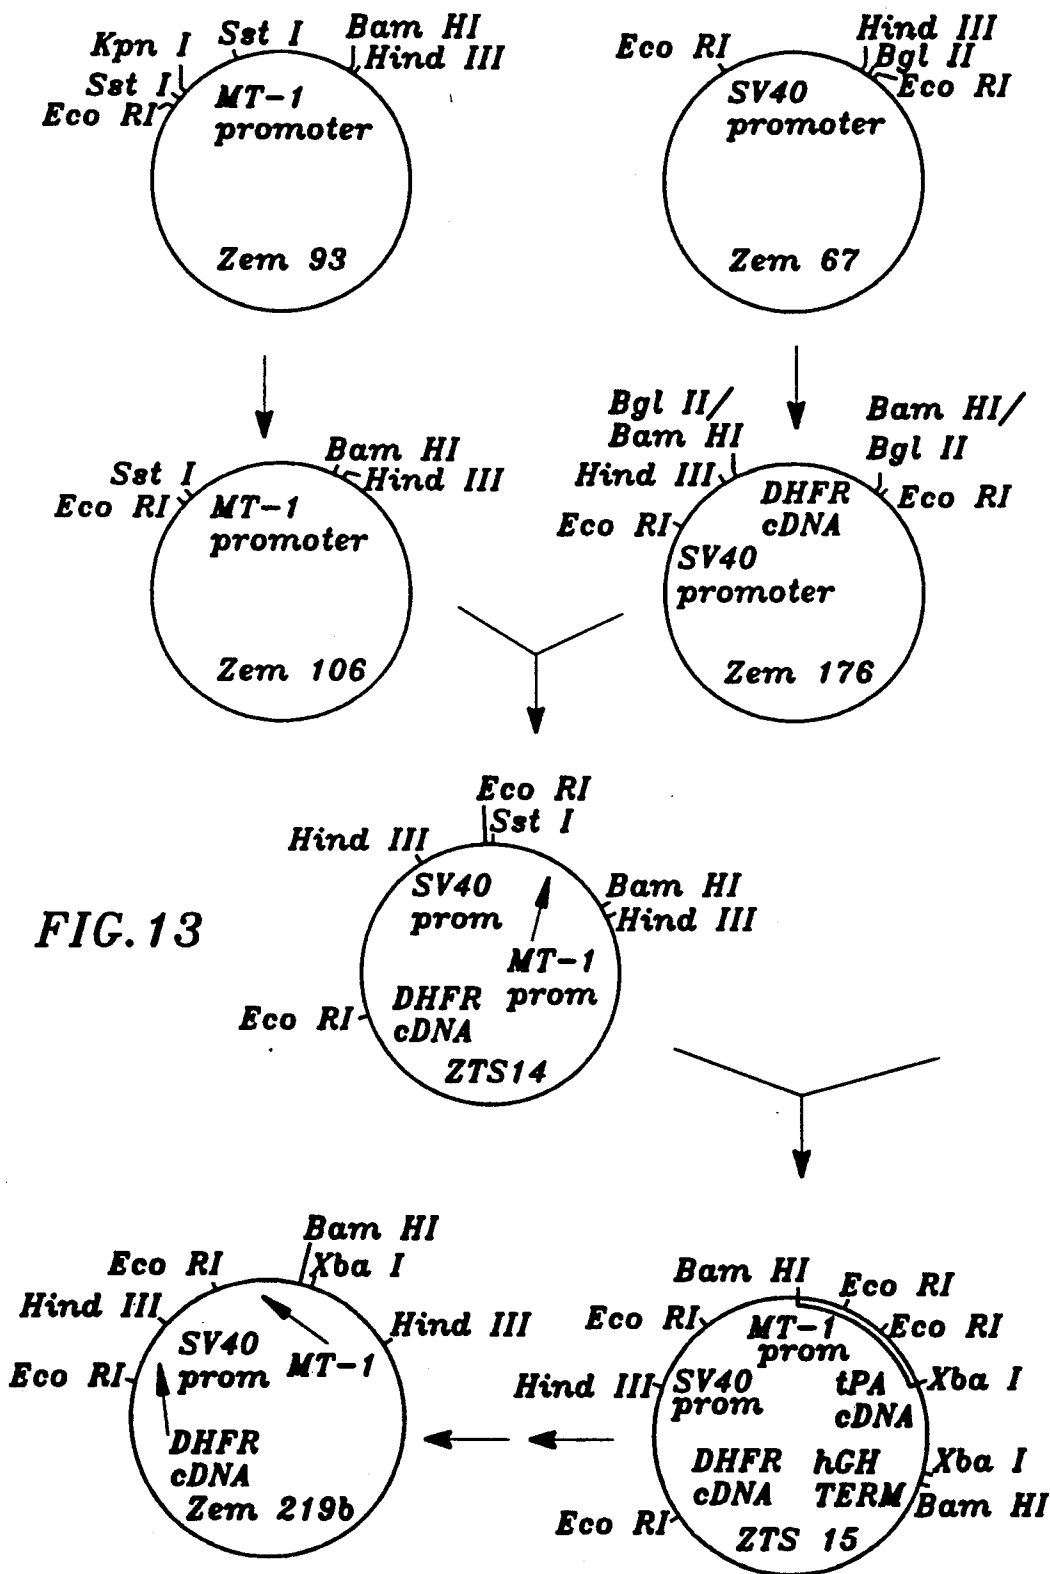 Kpn I
Sst I
Bam HI
Hind III
Sst I
Eco RI
MT-1
promoter
Zem 93
Eco RI
Hind III
Bgl II
Eco RI
SV40
promoter
Zem 67
Sst I
Eco RI
Bam HI
Hind III
MT-1
promoter
Zem 106
Bgl II/
Bam HI
Hind III
Eco RI
Bam HI/
Bgl II
Eco RI
DHFR
cDNA
SV40
promoter
Zem 176
Eco RI
Sst I
Hind III
SV40
prom
Bam HI
Hind III
MT-1
prom
DHFR
cDNA
Eco RI
ZTS14
FIG.13
Bam HI
Xba I
Eco RI
Hind III
Hind III
SV40
prom
MT-1
Eco RI
DHFR
cDNA
Zem 219b
Bam HI
Eco RI
Eco RI
Eco RI
MT-1
prom
Xba I
Hind III
SV40
prom
tPA
cDNA
DHFR
cDNA
hGH
TERM
Xba I
Bam HI
Eco RI
ZTS 15